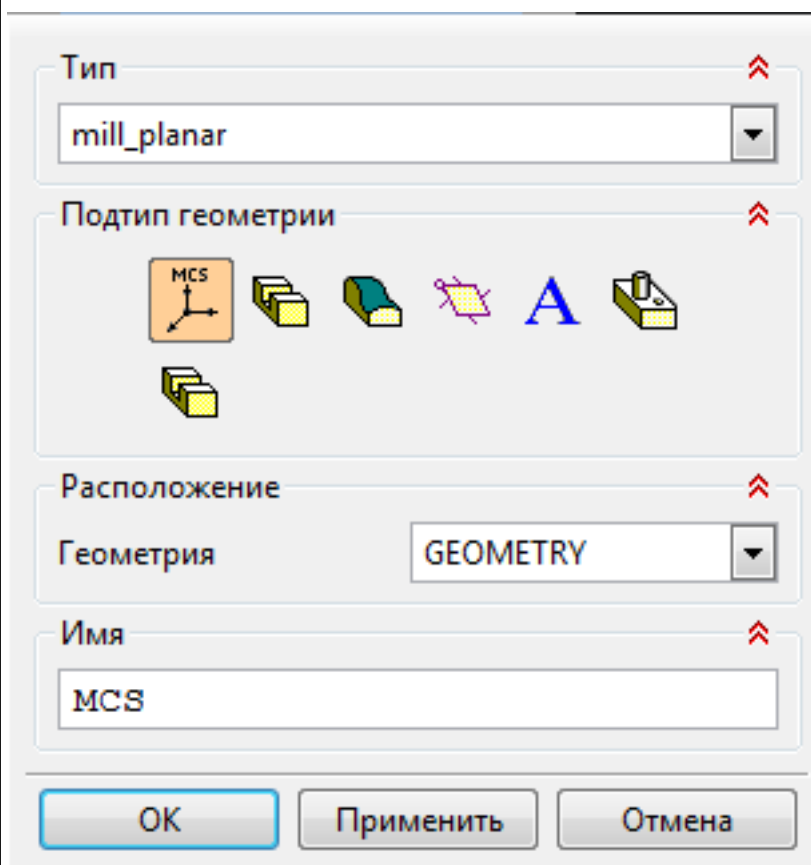 Тип
mill_planar
Подтип геометрии
MCS
A
Расположение
Геометрия GEOMETRY
Имя
MCS
OK Применить Отмена